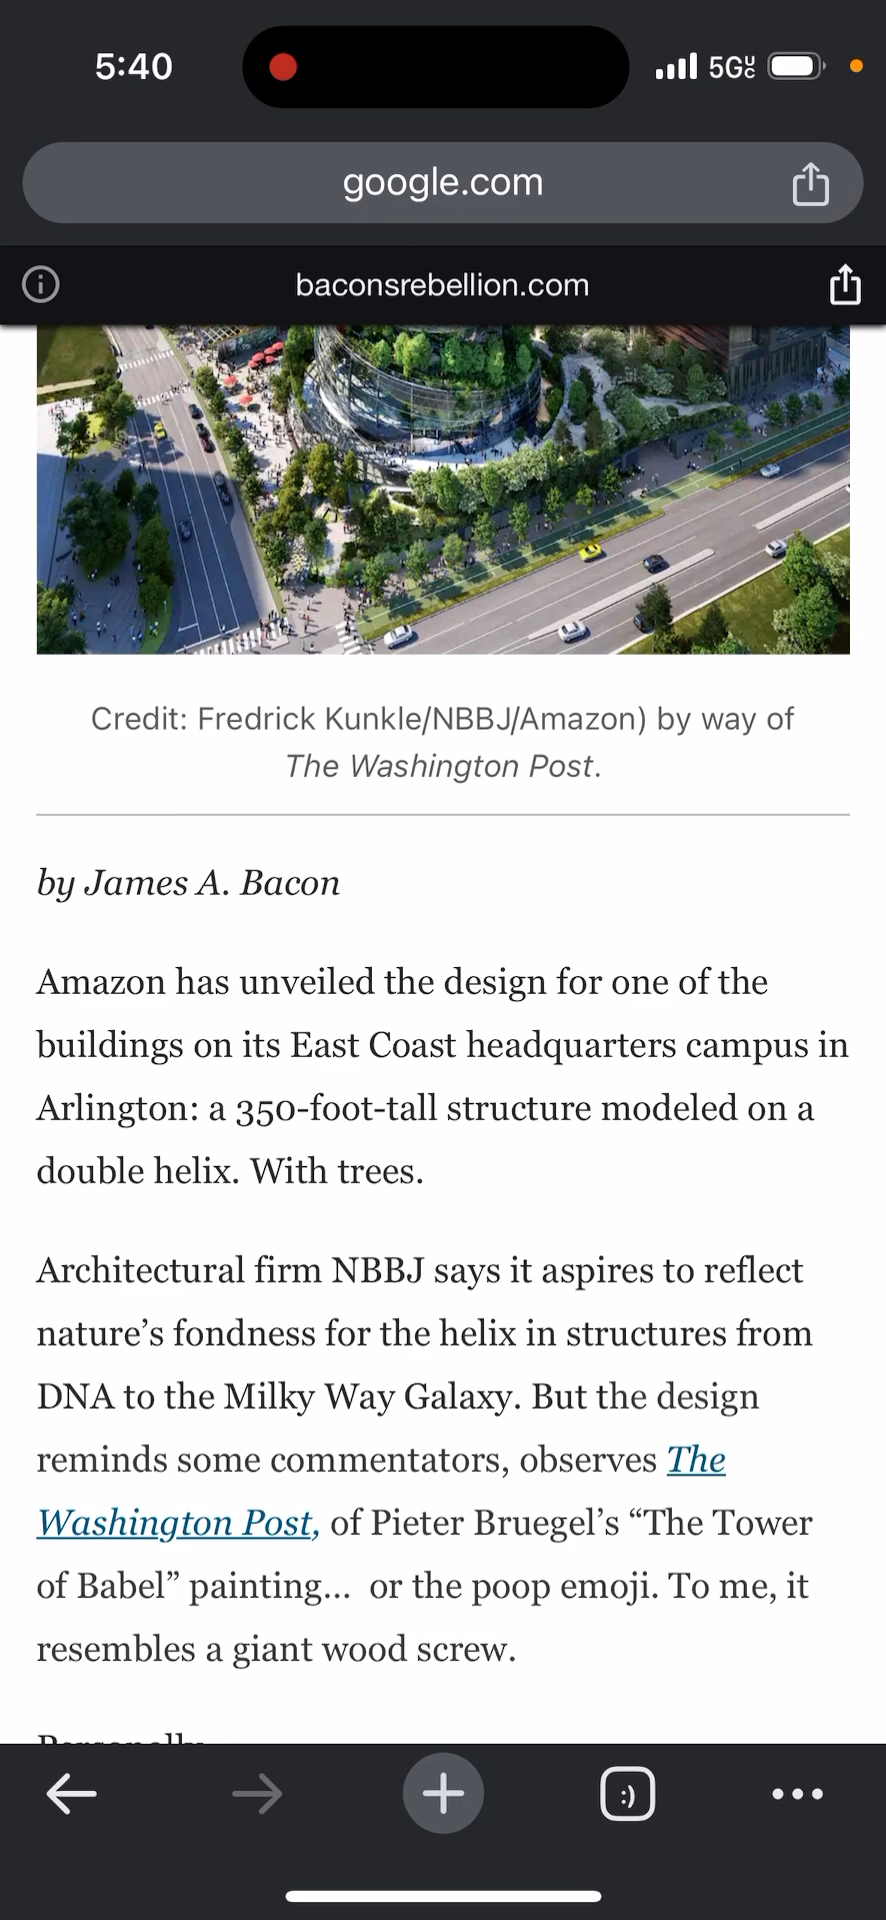 5:40
5G
google.com
baconsrebellion.com
Credit: Fredrick Kunkle/NBBJ/Amazon) by way of
The Washington Post.
by James A. Bacon
Amazon has unveiled the design for one of the
buildings on its East Coast headquarters campus in
Arlington: a 350-foot-tall structure modeled on a
double helix. With trees.
Architectural firm NBBJ says it aspires to reflect
nature’s fondness for the helix in structures from
DNA to the Milky Way Galaxy. But the design
reminds some commentators, observes The
Washington Post, of Pieter Bruegel’s “The Tower
of Babel” painting…  or the poop emoji. To me, it
resembles a giant wood screw.
Personally
:)